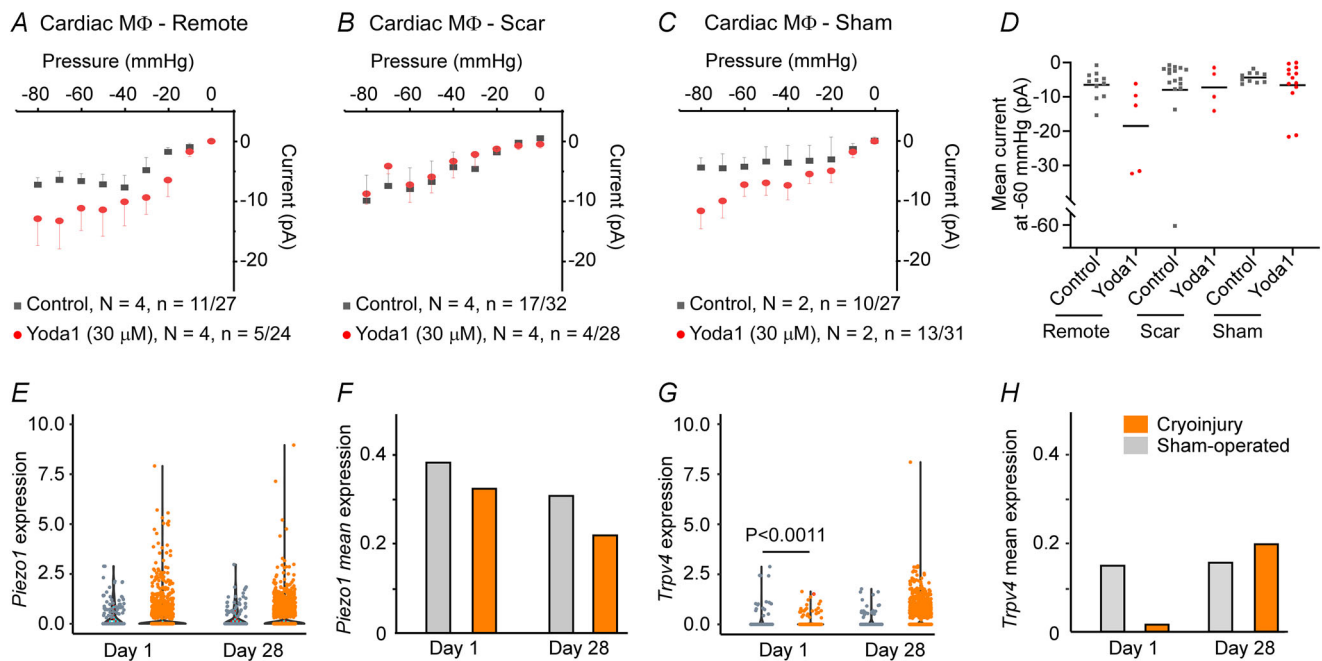 A Cardiac MΦ - Remote
Pressure (mmHg)
-80 -60 -40 -20 0
0
-10
-20
Current (pA)
Control, N = 4, n = 11/27
Yoda1 (30 μM), N = 4, n = 5/24
B Cardiac MΦ - Scar
Pressure (mmHg)
-80 -60 -40 -20 0
0
-10
-20
Current (pA)
Control, N = 4, n = 17/32
Yoda1 (30 μM), N = 4, n = 4/28
C Cardiac MΦ - Sham
Pressure (mmHg)
-80 -60 -40 -20 0
0
-10
-20
Current (pA)
Control, N = 2, n = 10/27
Yoda1 (30 μM), N = 2, n = 13/31
D
Mean current
at -60 mmHg (pA)
0
-10
-20
-30
-60
Control Yoda1 Control Yoda1 Control Yoda1
Remote Scar Sham
E
Piezo1 expression
10.0
7.5
5.0
2.5
0.0
Day 1 Day 28
F
Piezo1 mean expression
0.4
0.2
0
Day 1 Day 28
G
Trpv4 expression
10.0
7.5
5.0
2.5
0.0
P<0.0011
Day 1 Day 28
H
Trpv4 mean expression
0.4
0.2
0
Cryoinjury
Sham-operated
Day 1 Day 28